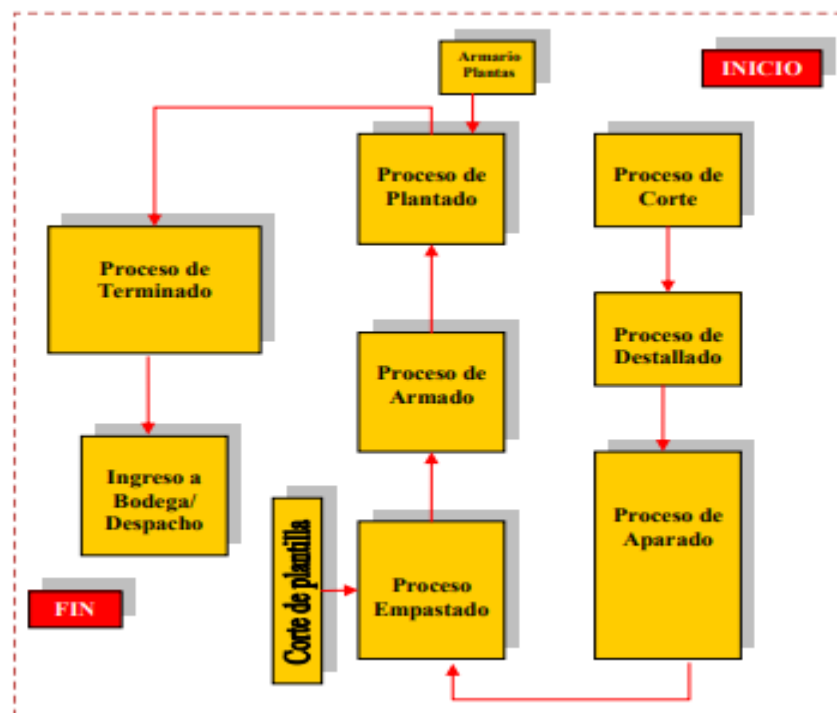 Armario
Plantas
INICIO
Proceso de
Plantado
Proceso de
Corte
Proceso de
Terminado
Proceso de
Armado
Proceso de
Destallado
Ingreso a
Bodega/
Despacho
Corte de plantilla
Proceso
Empastado
Proceso de
Aparado
FIN